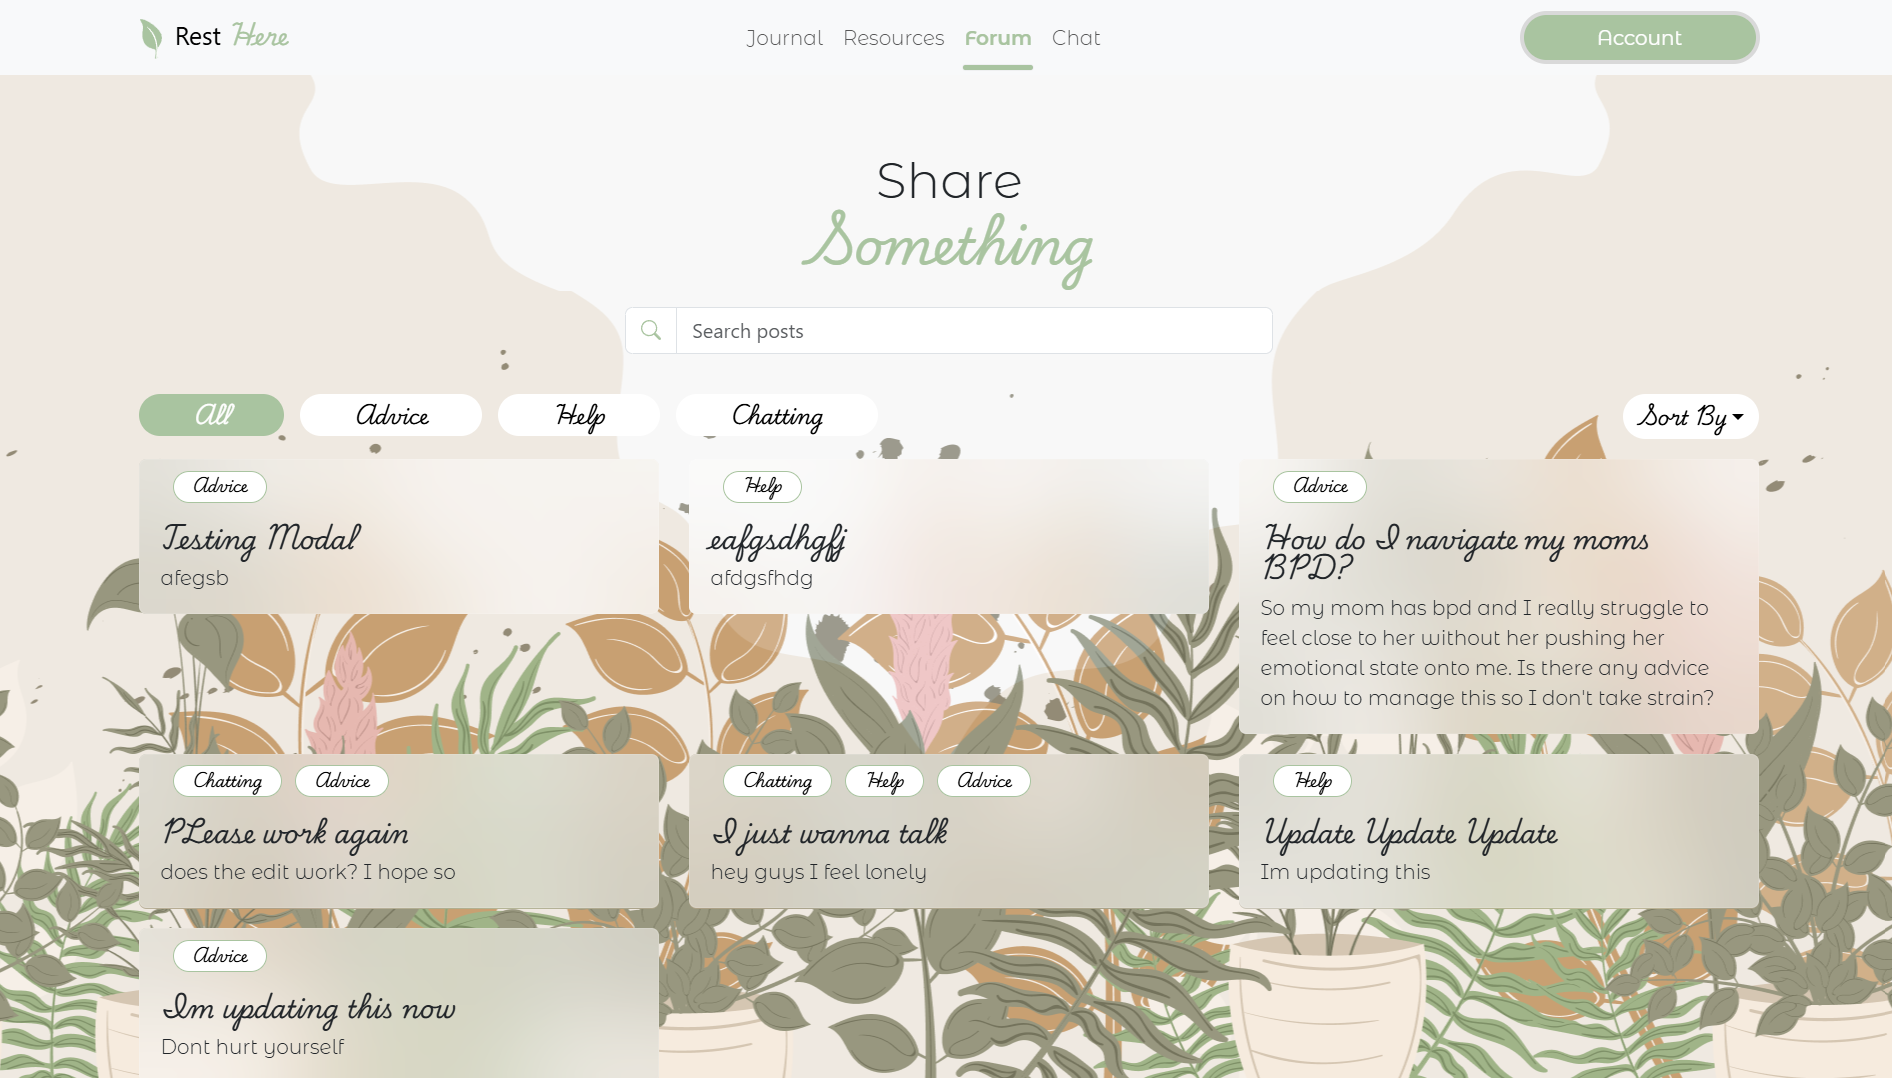 Rest Here
Journal Resources Forum Chat
Account
Share
Something
Search posts
All Advice Help Chatting
Sort By
Advice
Testing Modal
afegsb
Help
eafgsdhgfj
afdgsfhdg
Advice
How do I navigate my moms
BPD?
So my mom has bpd and I really struggle to
feel close to her without her pushing her
emotional state onto me. Is there any advice
on how to manage this so I don't take strain?
Chatting Advice
PLease work again
does the edit work? I hope so
Chatting Help Advice
I just wanna talk
hey guys I feel lonely
Help
Update Update Update
Im updating this
Advice
Im updating this now
Dont hurt yourself